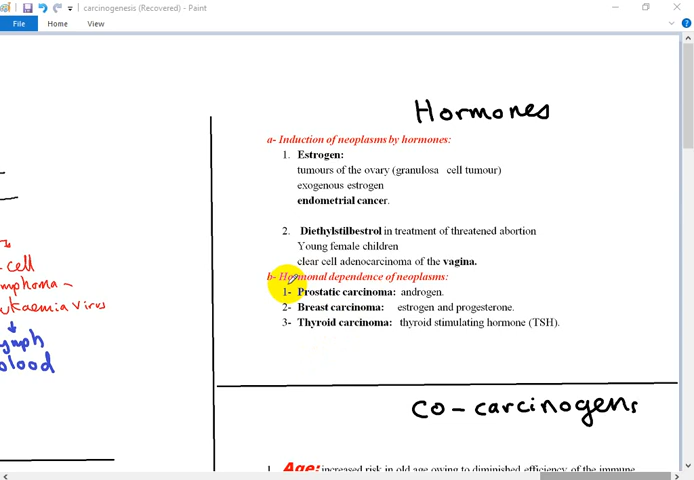 carcinogenesis (Recovered) - Paint
File Home View
Hormones
a- Induction of neoplasms by hormones:
1. Estrogen:
tumours of the ovary (granulosa cell tumour)
exogenous estrogen
endometrial cancer.
2. Diethylstilbestrol in treatment of threatened abortion
Young female children
clear cell adenocarcinoma of the vagina.
b- Hormonal dependence of neoplasms:
1- Prostatic carcinoma: androgen.
2- Breast carcinoma: estrogen and progesterone.
3- Thyroid carcinoma: thyroid stimulating hormone (TSH).
-cell
mphoma -
ukaemia virus
ymph
blood
co-carcinogens
1. Age: increased risk in old age owing to diminished efficiency of the immune